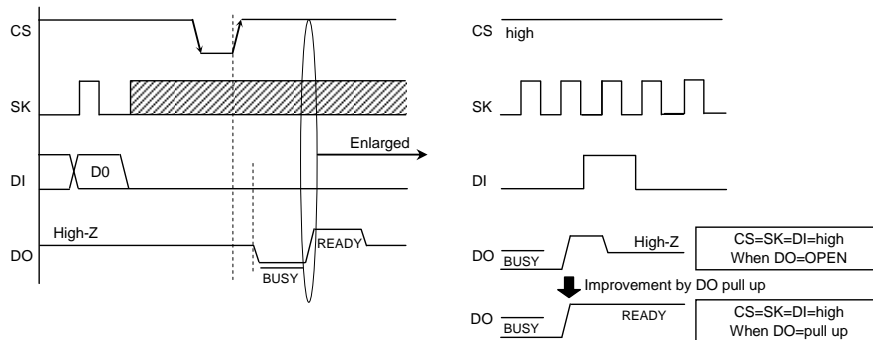 CS
SK
DI
D0
High-Z
DO
BUSY
READY
Enlarged
CS
high
SK
DI
DO
BUSY
High-Z
CS=SK=DI=high
When DO=OPEN
Improvement by DO pull up
DO
BUSY
READY
CS=SK=DI=high
When DO=pull up